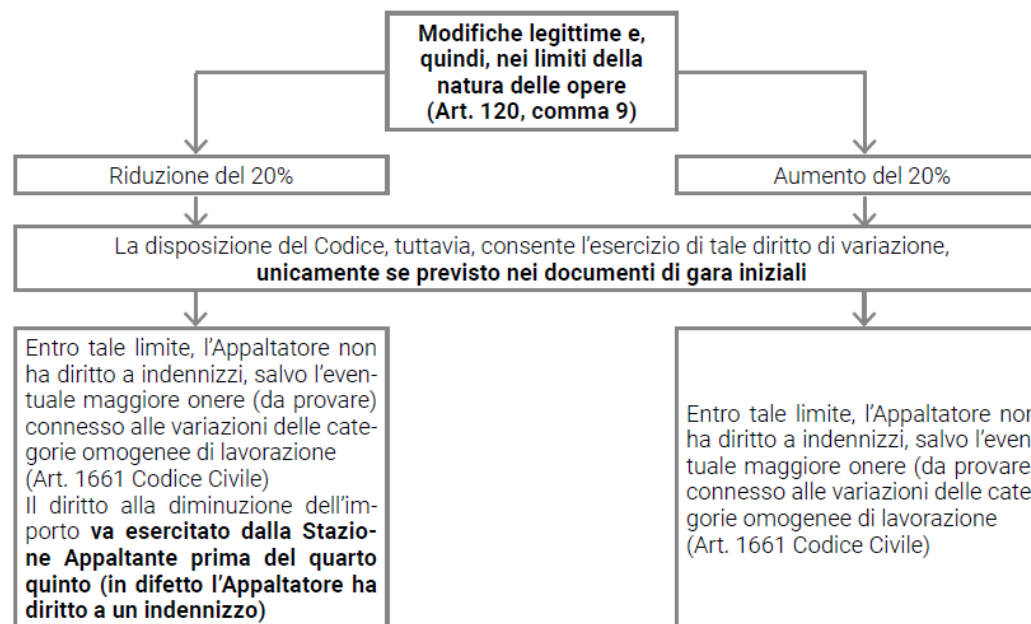 Modifiche legittime e,
quindi, nei limiti della
natura delle opere
(Art. 120, comma 9)
Riduzione del 20%
Aumento del 20%
La disposizione del Codice, tuttavia, consente l'esercizio di tale diritto di variazione,
unicamente se previsto nei documenti di gara iniziali
Entro tale limite, l'Appaltatore non
ha diritto a indennizzi, salvo l'even-
tuale maggiore onere (da provare)
connesso alle variazioni delle cate-
gorie omogenee di lavorazione
(Art. 1661 Codice Civile)
Il diritto alla diminuzione dell'im-
porto va esercitato dalla Stazio-
ne Appaltante prima del quarto
quinto (in difetto l'Appaltatore ha
diritto a un indennizzo)
Entro tale limite, l'Appaltatore non
ha diritto a indennizzi, salvo l'even
tuale maggiore onere (da provare)
connesso alle variazioni delle cate
gorie omogenee di lavorazione
(Art. 1661 Codice Civile)